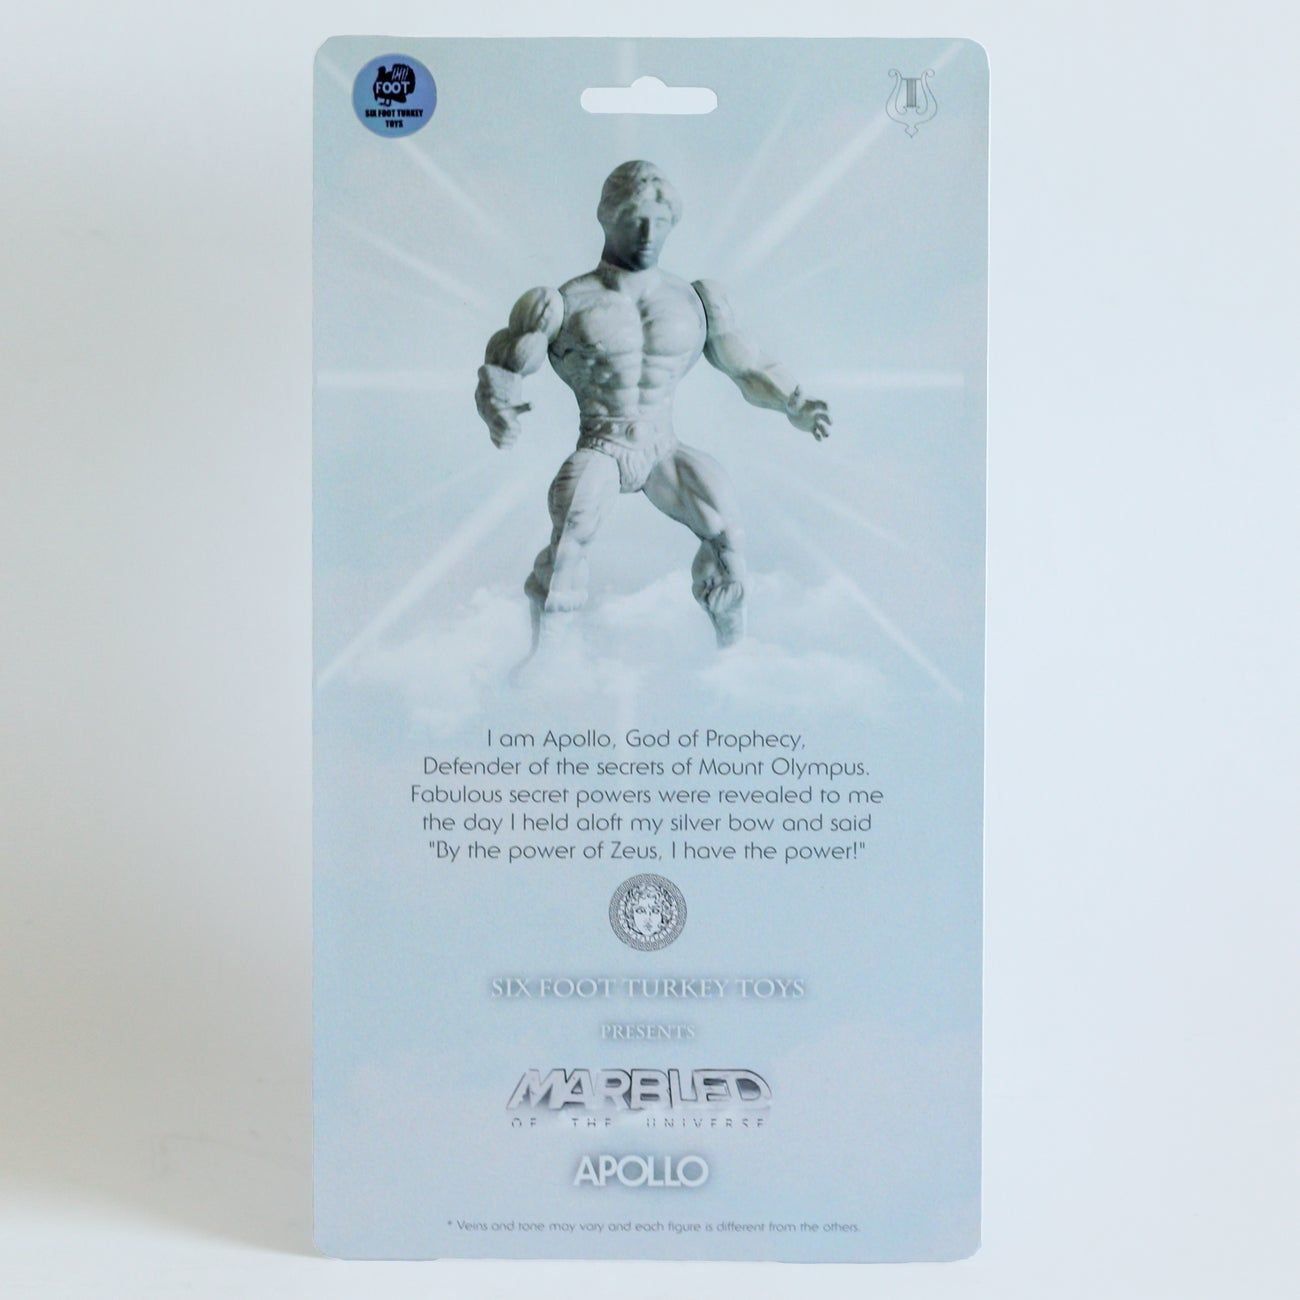 FOOT
SIX FOOT TURKEY
TOYS
I am Apollo, God of Prophecy,
Defender of the secrets of Mount Olympus.
Fabulous secret powers were revealed to me
the day I held aloft my silver bow and said
"By the power of Zeus, I have the power!"
SIX FOOT TURKEY TOYS
PRESENTS
MARBLED
OF THE UNIVERSE
APOLLO
* Veins and tone may vary and each figure is different from the others.